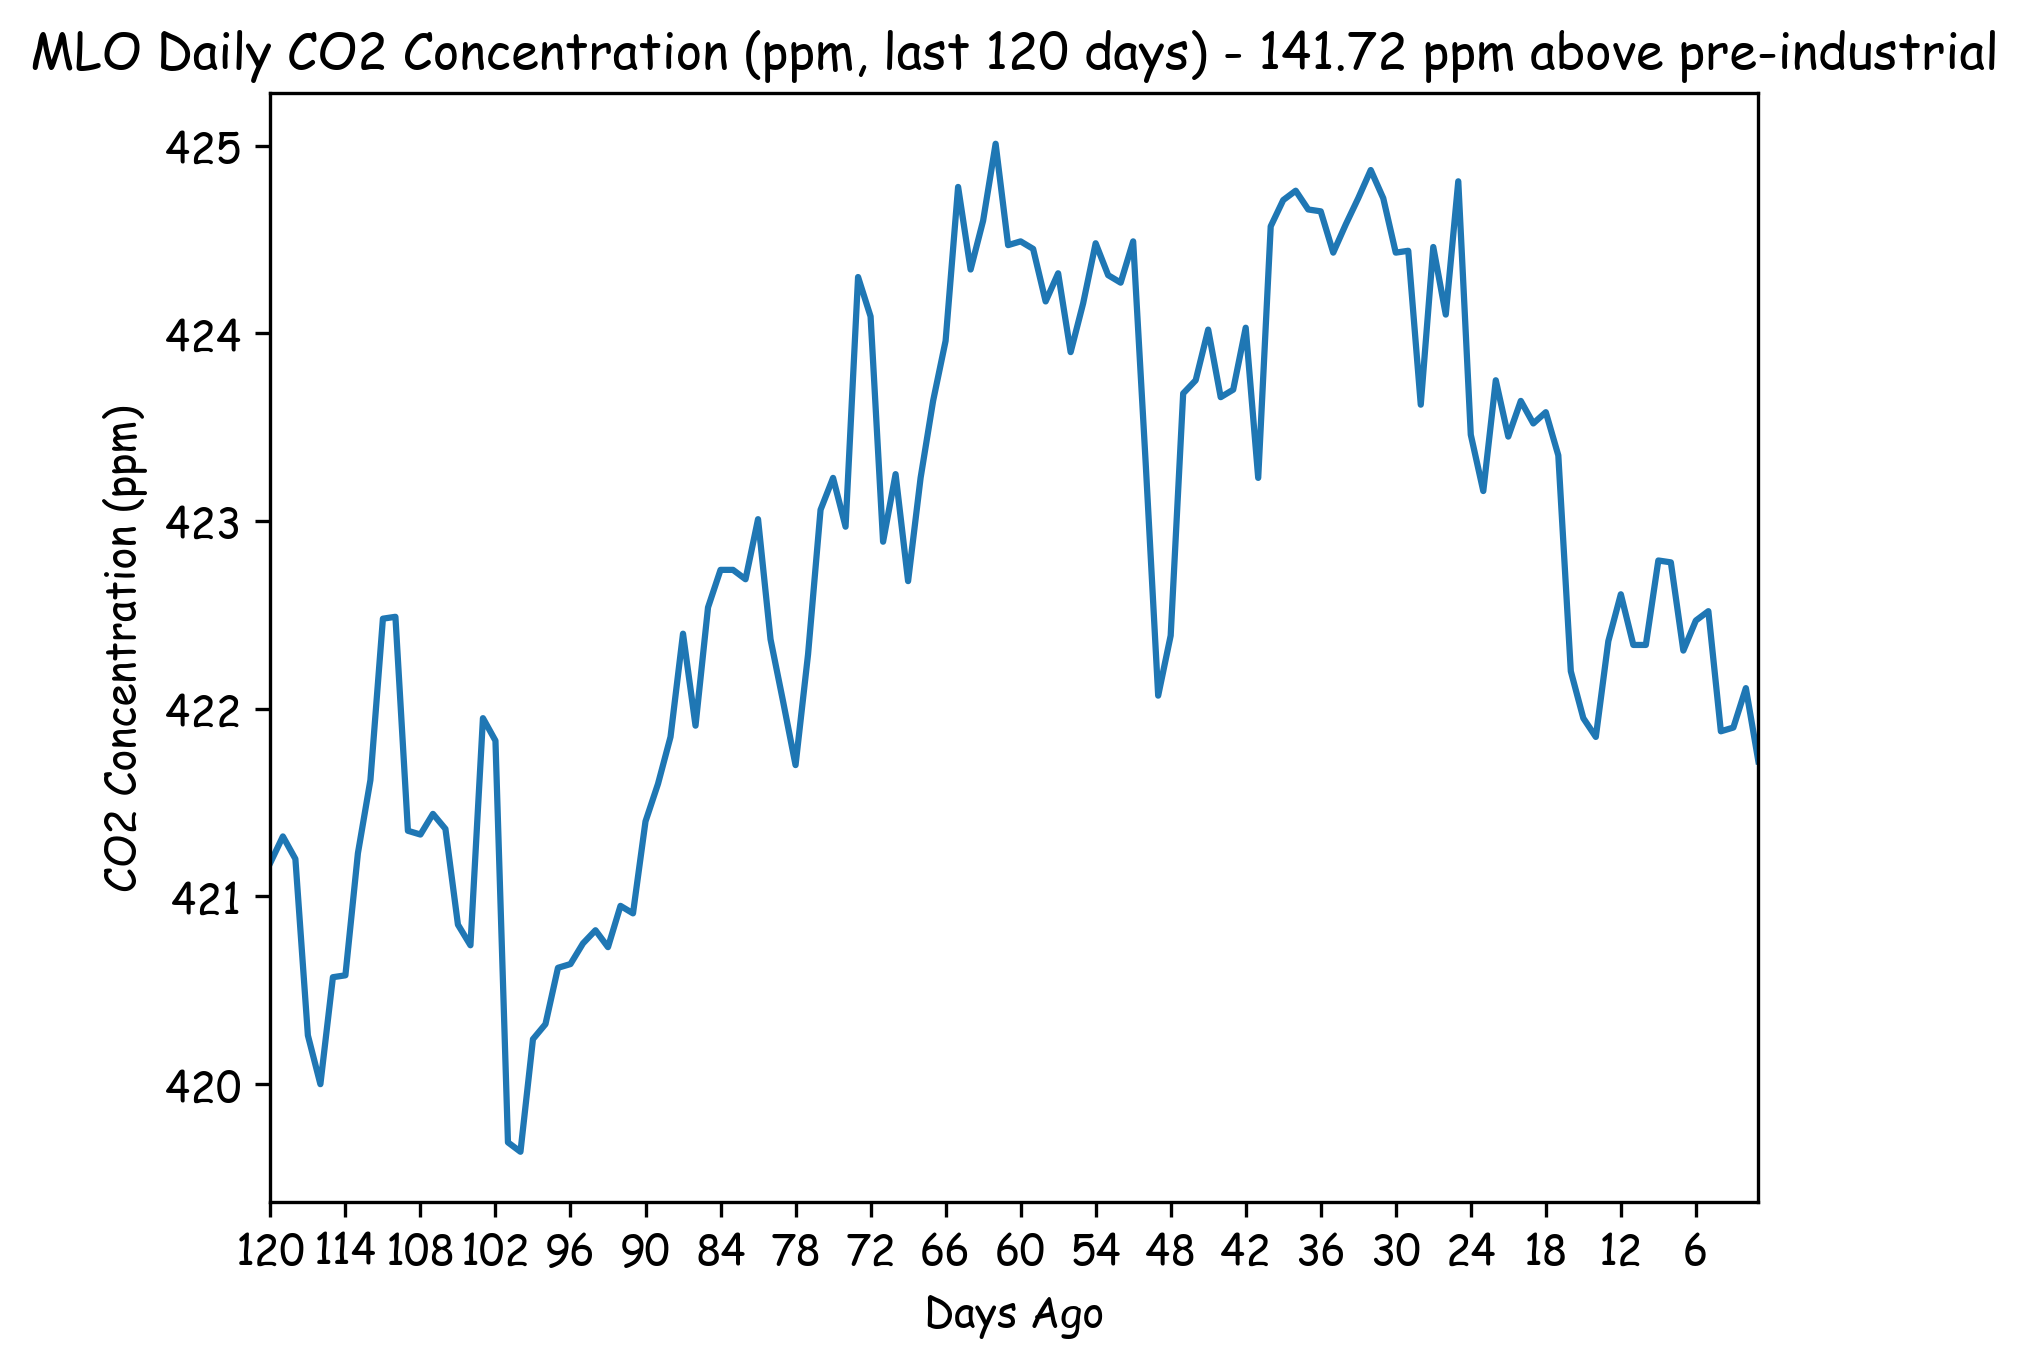 MLO Daily CO2 Concentration (ppm, last 120 days) - 141.72 ppm above pre-industrial
CO2 Concentration (ppm)
425
424
423
422
421
420
120 114 108 102 96 90 84 78 72 66 60 54 48 42 36 30 24 18 12 6
Days Ago